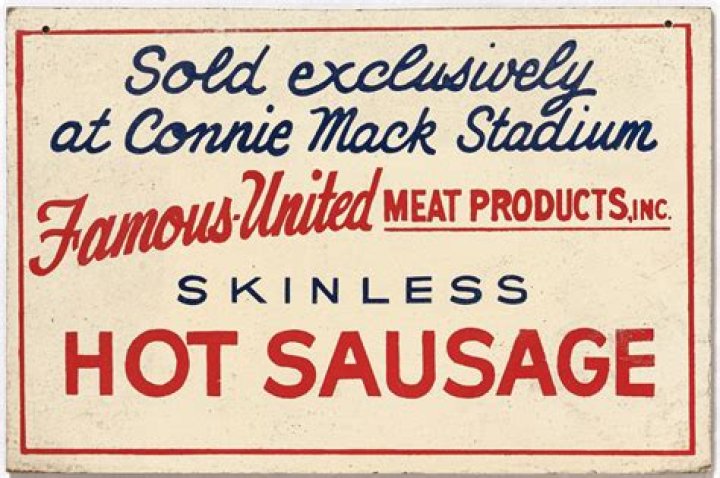 Sold exclusively
at Connie Mack Stadium
Famous-United MEAT PRODUCTS, INC.
SKINLESS
HOT SAUSAGE